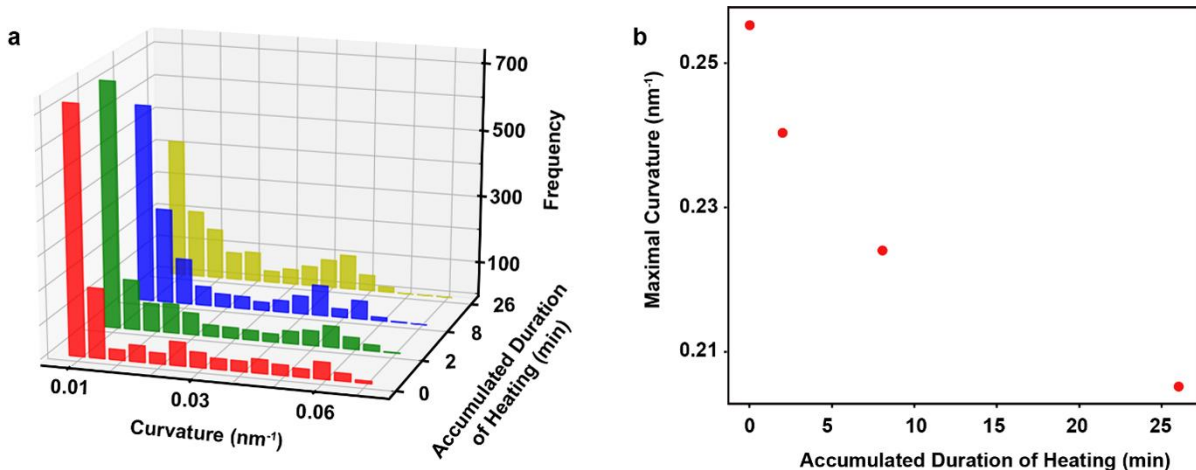 a
700
500
300
100
Frequency
26
8
2
0
Accumulated Duration
of Heating (min)
0.01
0.03
0.06
Curvature (nm⁻¹)
b
0.25
0.23
0.21
Maximal Curvature (nm⁻¹)
0 5 10 15 20 25
Accumulated Duration of Heating (min)